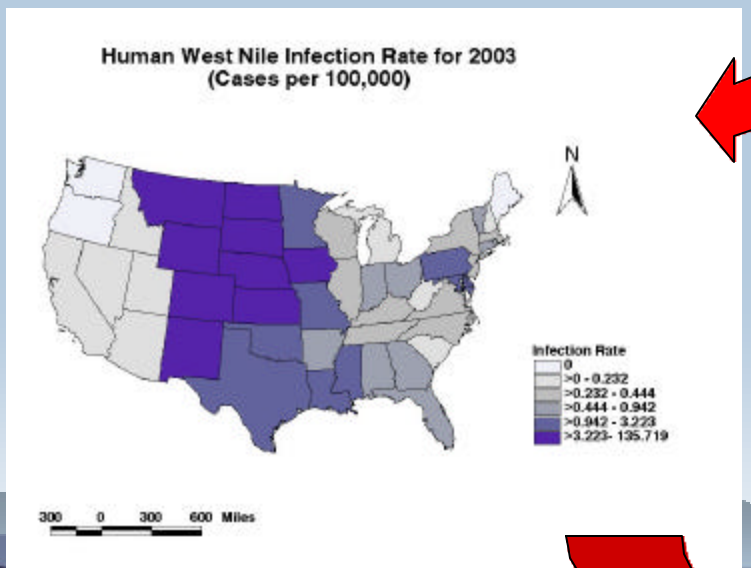 Human West Nile Infection Rate for 2003
(Cases per 100,000)
N
Infection Rate
0
>0 - 0.232
>0.232 - 0.444
>0.444 - 0.942
>0.942 - 3.223
>3.223- 135.719
300 0 300 600 Miles